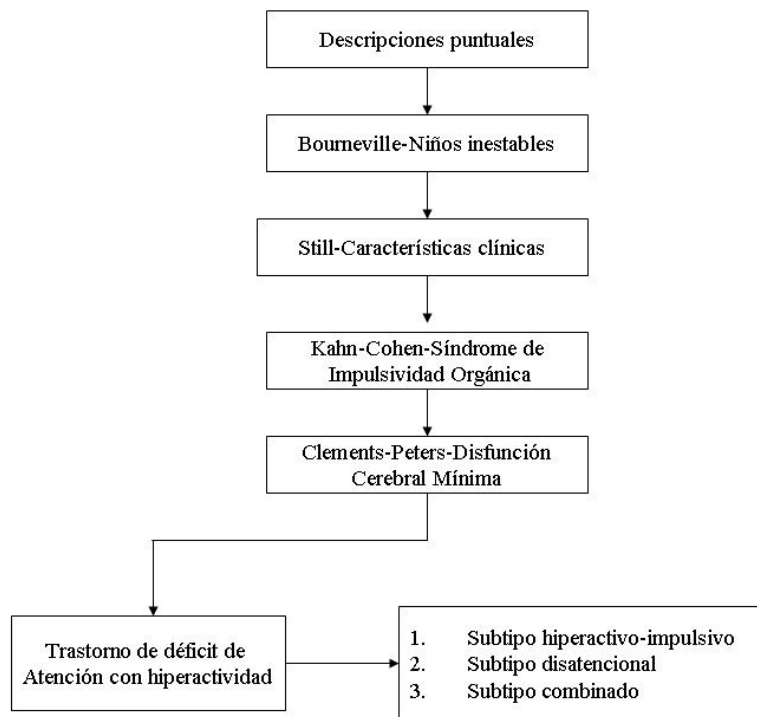 Descripciones puntuales
Bourneville-Niños inestables
Still-Características clínicas
Kahn-Cohen-Síndrome de
Impulsividad Orgánica
Clements-Peters-Disfunción
Cerebral Mínima
Trastorno de déficit de
Atención con hiperactividad
1. Subtipo hiperactivo-impulsivo
2. Subtipo disatencional
3. Subtipo combinado